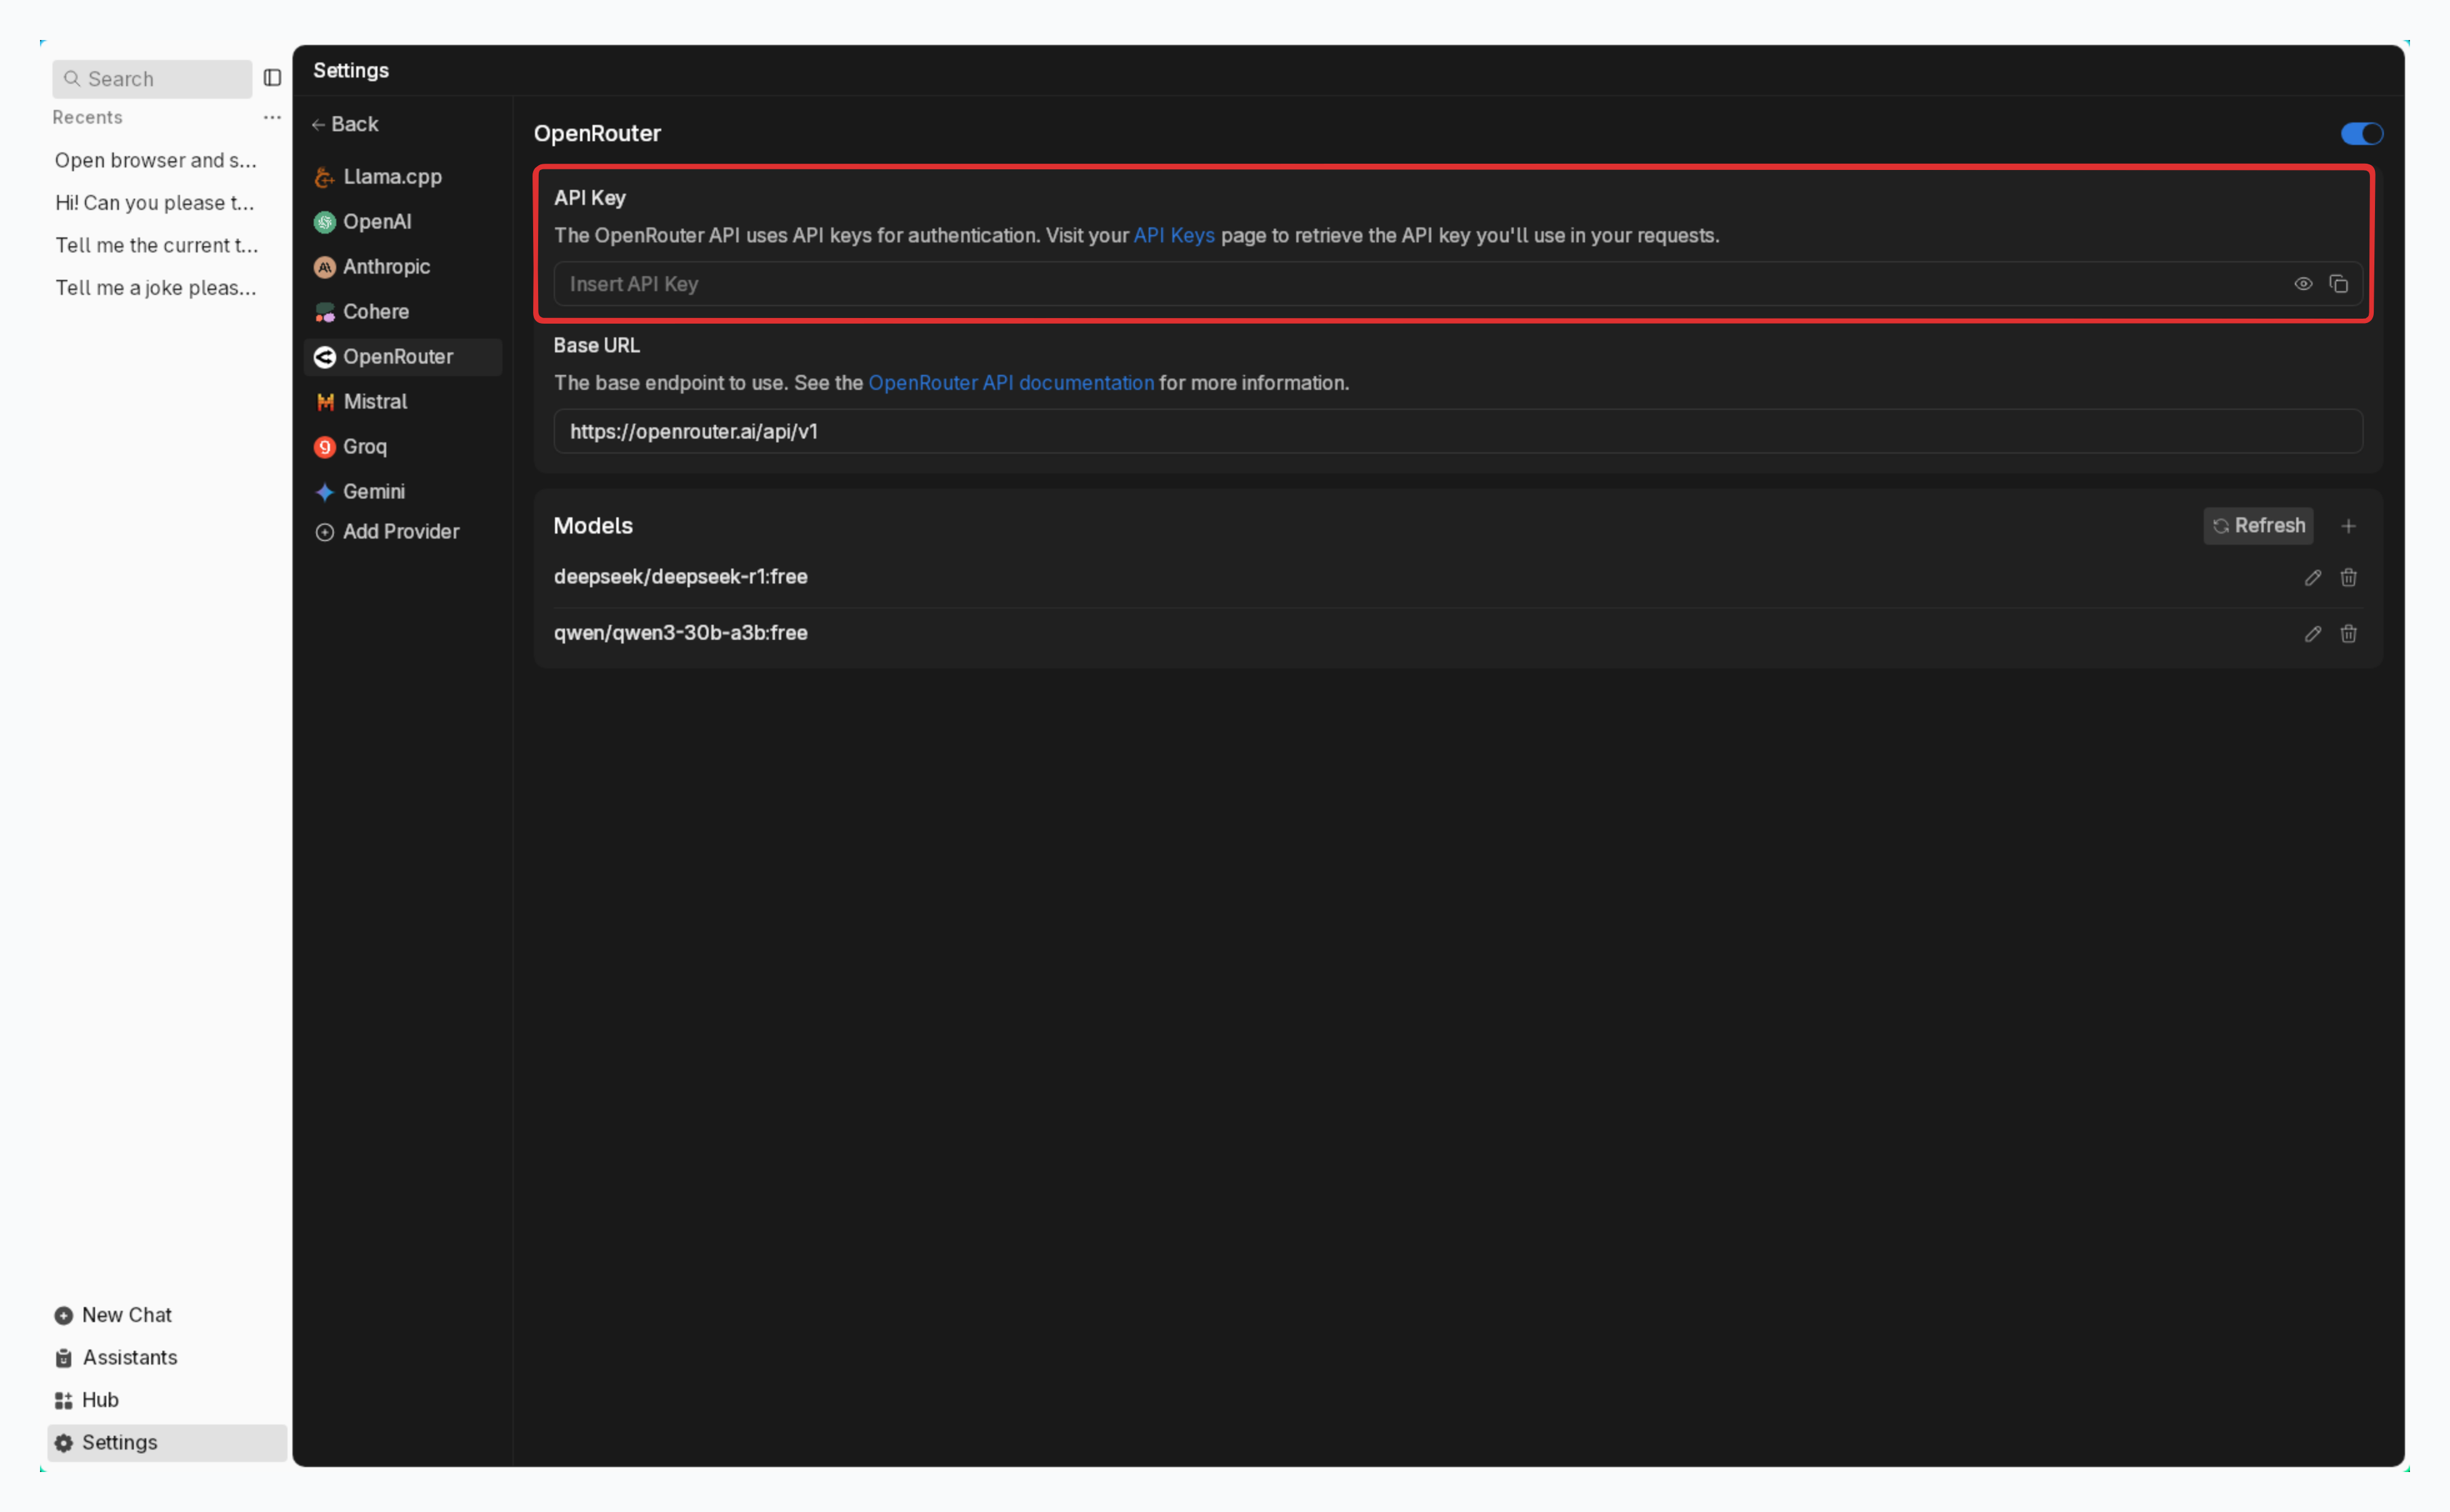 Search
Recents
Open browser and s...
Hi! Can you please t...
Tell me the current t...
Tell me a joke pleas...
New Chat
Assistants
Hub
Settings
Settings
Back
Llama.cpp
OpenAI
Anthropic
Cohere
OpenRouter
Mistral
Groq
Gemini
Add Provider
OpenRouter
API Key
The OpenRouter API uses API keys for authentication. Visit your API Keys page to retrieve the API key you'll use in your requests.
Insert API Key
Base URL
The base endpoint to use. See the OpenRouter API documentation for more information.
https://openrouter.ai/api/v1
Models
Refresh
deepseek/deepseek-r1:free
qwen/qwen3-30b-a3b:free